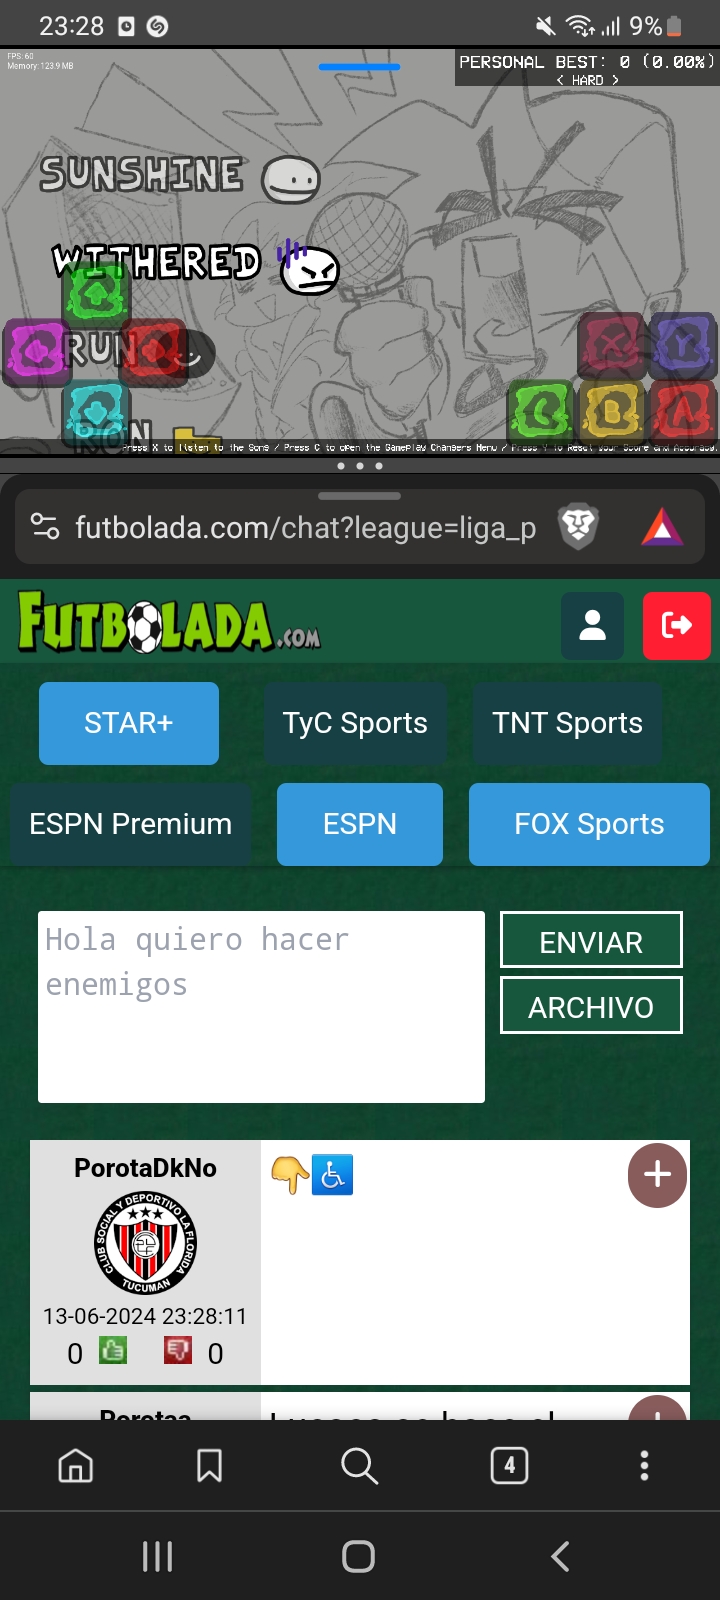 23:28
9%
FPS: 60
Memory: 123.9 MB
PERSONAL BEST: 0 (0.00%)
< HARD >
SUNSHINE
WITHERED
RUN
X
Y
C
B
A
RUN
Press X to listen to the Song / Press C to open the Gameplay Changers Menu / Press Y to Reset your Score and Accuracy.
futbolada.com/chat?league=liga_p
FUTBOLADA.COM
STAR+
TyC Sports
TNT Sports
ESPN Premium
ESPN
FOX Sports
Hola quiero hacer
enemigos
ENVIAR
ARCHIVO
PorotaDkNo
👇♿
CLUB SOCIAL Y DEPORTIVO LA FLORIDA
TUCUMAN
13-06-2024 23:28:11
0
0
4